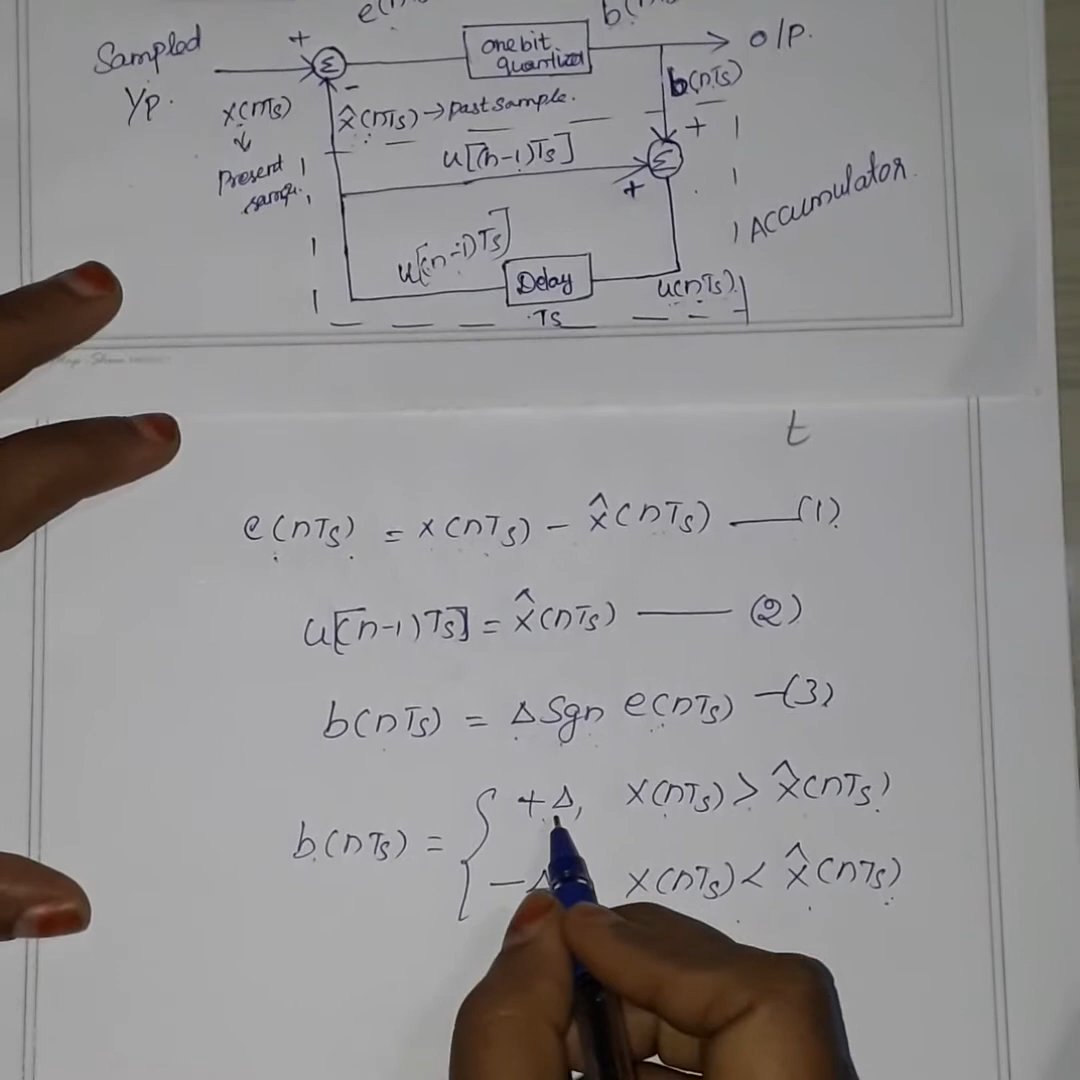 Sampled
I/p.
x(nTs)
Present
sample.
+
Σ
-
one bit
quantized
O/P.
b(nTs)
x̂(nTs) → past sample.
u[(n-1)Ts]
+
Σ
+
Accumulator
u[(n-1)Ts]
Delay
Ts
u(nTs)
t
e(nTs) = x(nTs) - x̂(nTs) —(1)
u[(n-1)Ts] = x̂(nTs) — (2)
b(nTs) = Δ Sgn e(nTs) —(3)
b(nTs) = { +Δ, x(nTs) > x̂(nTs)
-Δ x(nTs) < x̂(nTs)